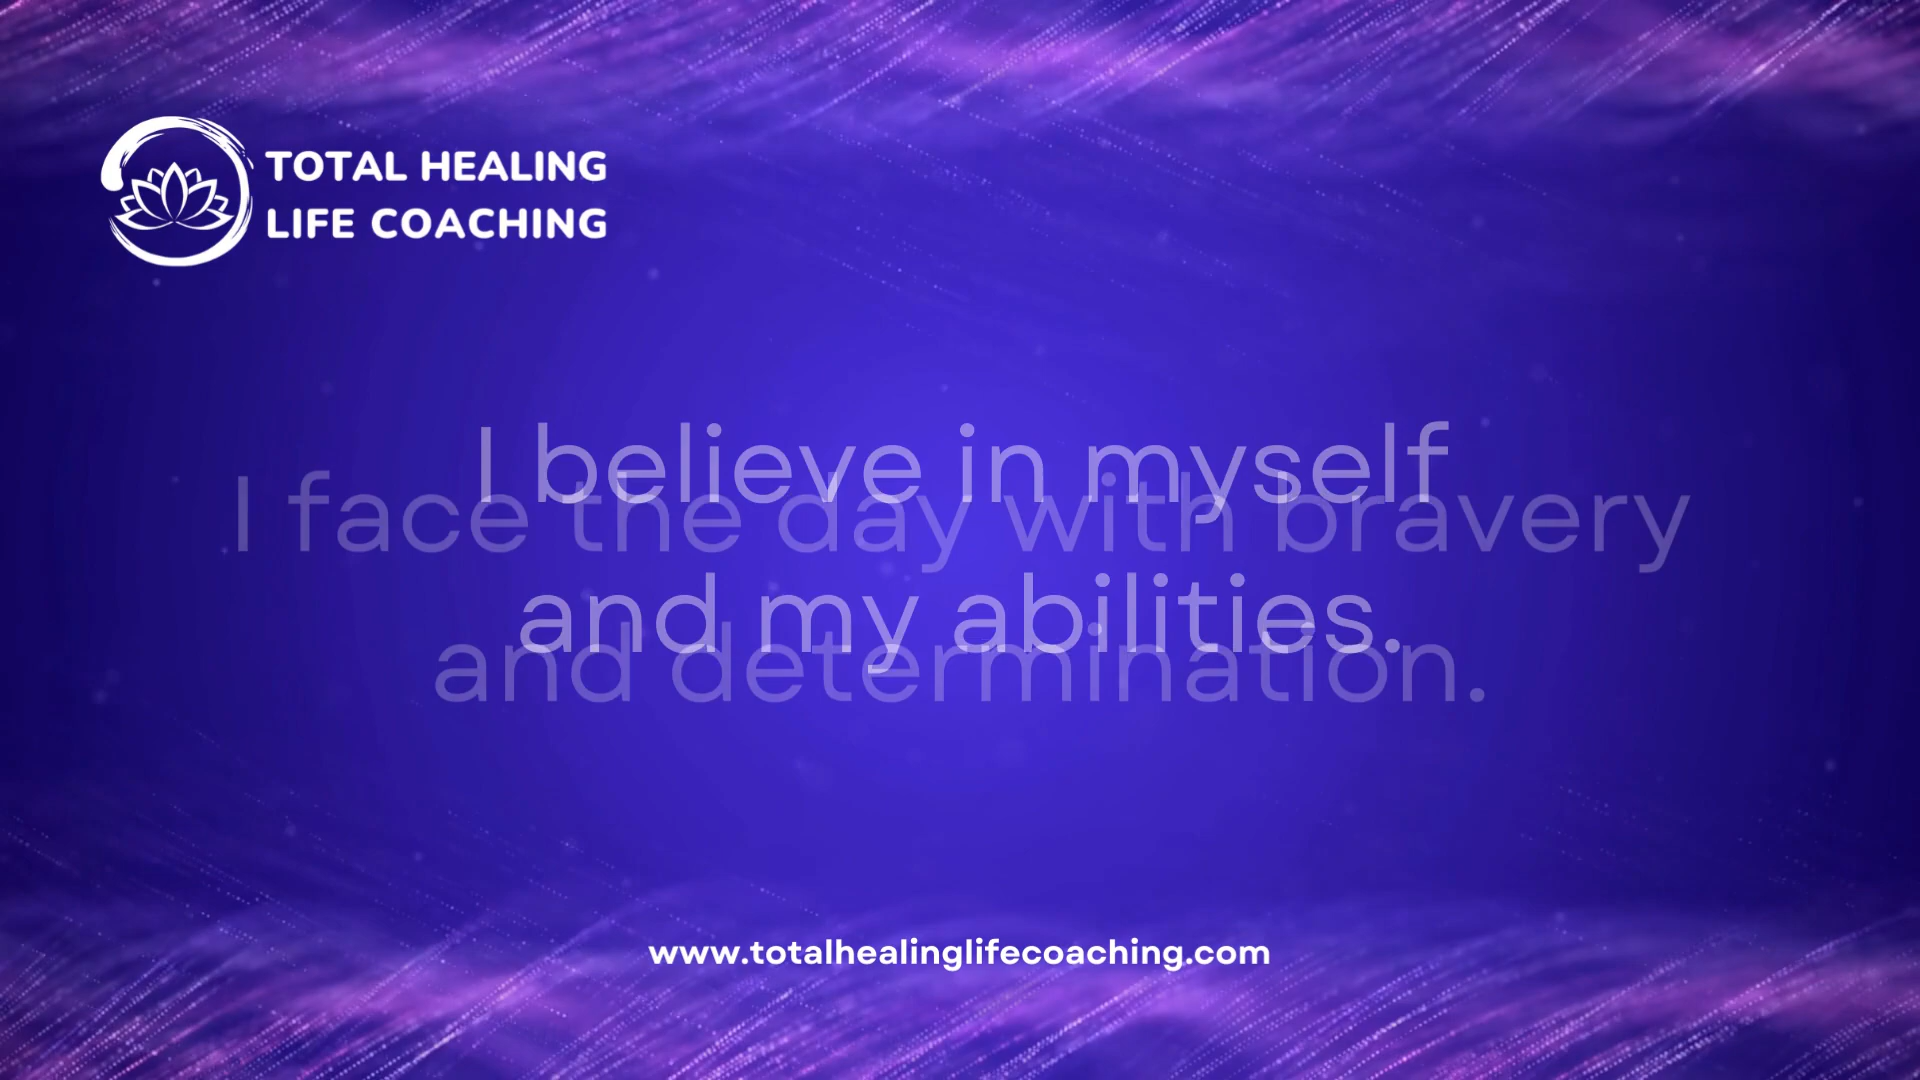 TOTAL HEALING
LIFE COACHING
I believe in myself
and my abilities.
I face the day with bravery
and determination.
www.totalhealinglifecoaching.com